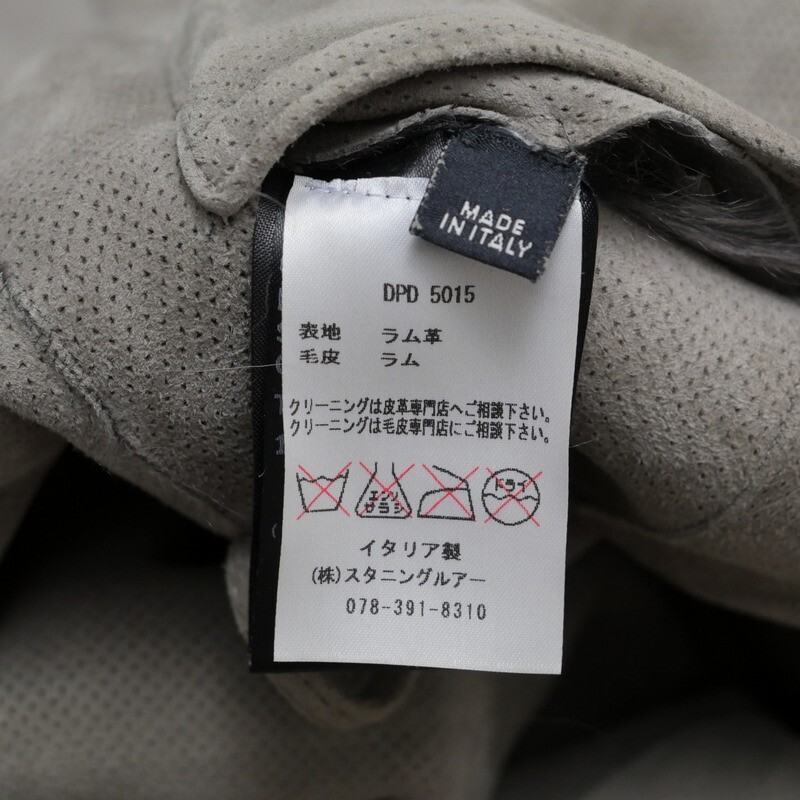 MADE
IN ITALY
DPD 5015
表地 ラム革
毛皮 ラム
クリーニングは皮革専門店へご相談下さい。
クリーニングは毛皮専門店にご相談下さい。
エンソ
サラシ
ドライ
イタリア製
(株)スタニングルアー
078-391-8310